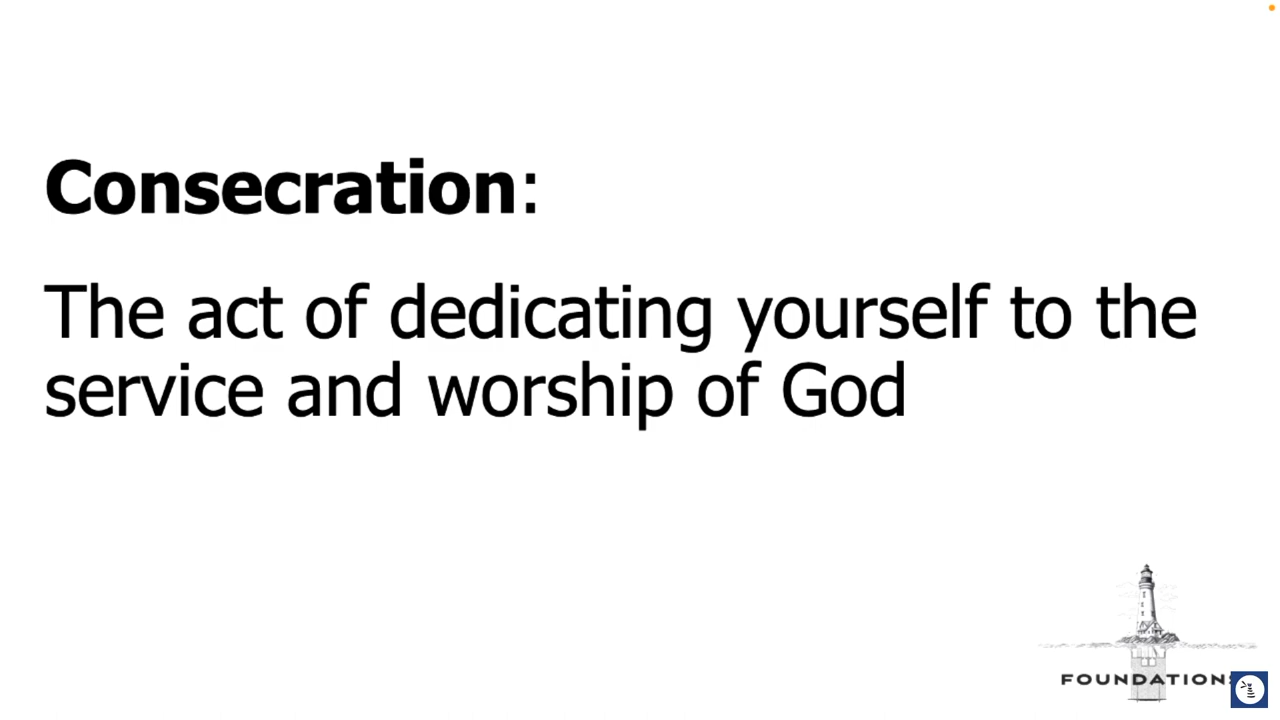 Consecration:
The act of dedicating yourself to the
service and worship of God
FOUNDATIONS